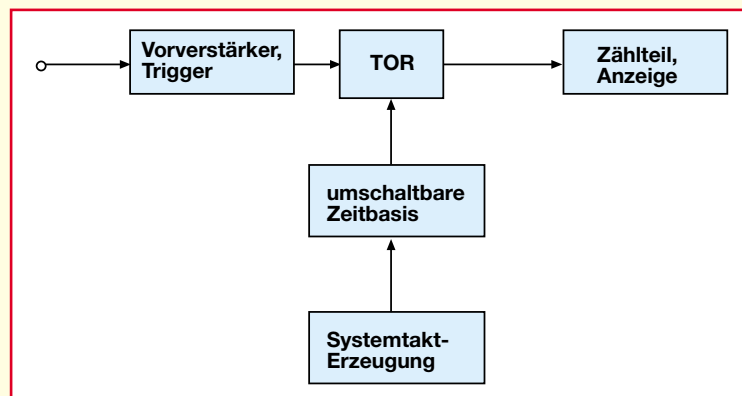 Vorverstärker,
Trigger
TOR
Zählteil,
Anzeige
umschaltbare
Zeitbasis
Systemtakt-
Erzeugung